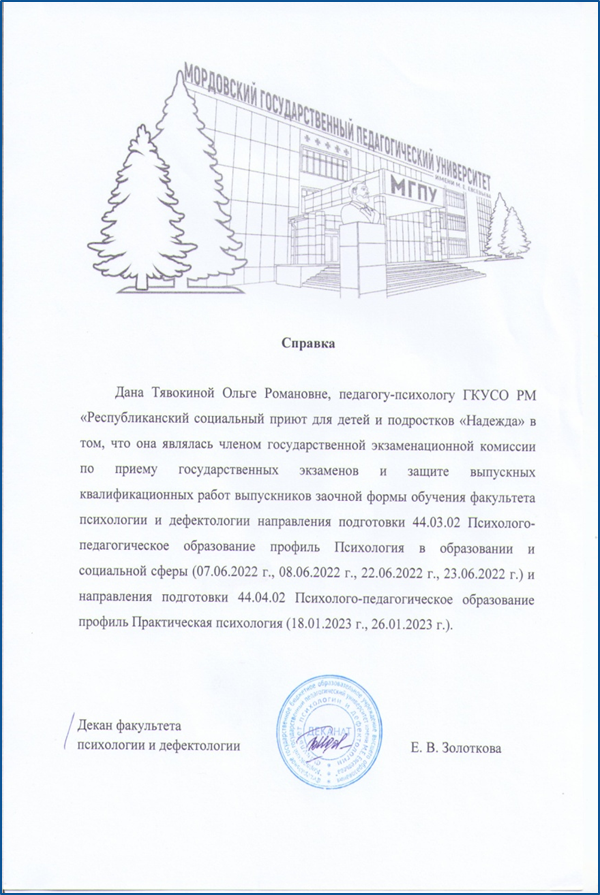 МОРДОВСКИЙ ГОСУДАРСТВЕННЫЙ ПЕДАГОГИЧЕСКИЙ УНИВЕРСИТЕТ
МГПУ
Справка
Дана Тявокиной Ольге Романовне, педагогу-психологу ГКУСО РМ
«Республиканский социальный приют для детей и подростков «Надежда» в
том, что она являлась членом государственной экзаменационной комиссии
по приему государственных экзаменов и защите выпускных
квалификационных работ выпускников заочной формы обучения факультета
психологии и дефектологии направления подготовки 44.03.02 Психолого-
педагогическое образование профиль Психология в образовании и
социальной сферы (07.06.2022 г., 08.06.2022 г., 22.06.2022 г., 23.06.2022 г.) и
направления подготовки 44.04.02 Психолого-педагогическое образование
профиль Практическая психология (18.01.2023 г., 26.01.2023 г.).
Декан факультета
психологии и дефектологии
ДЕКАНАТ
Е. В. Золоткова